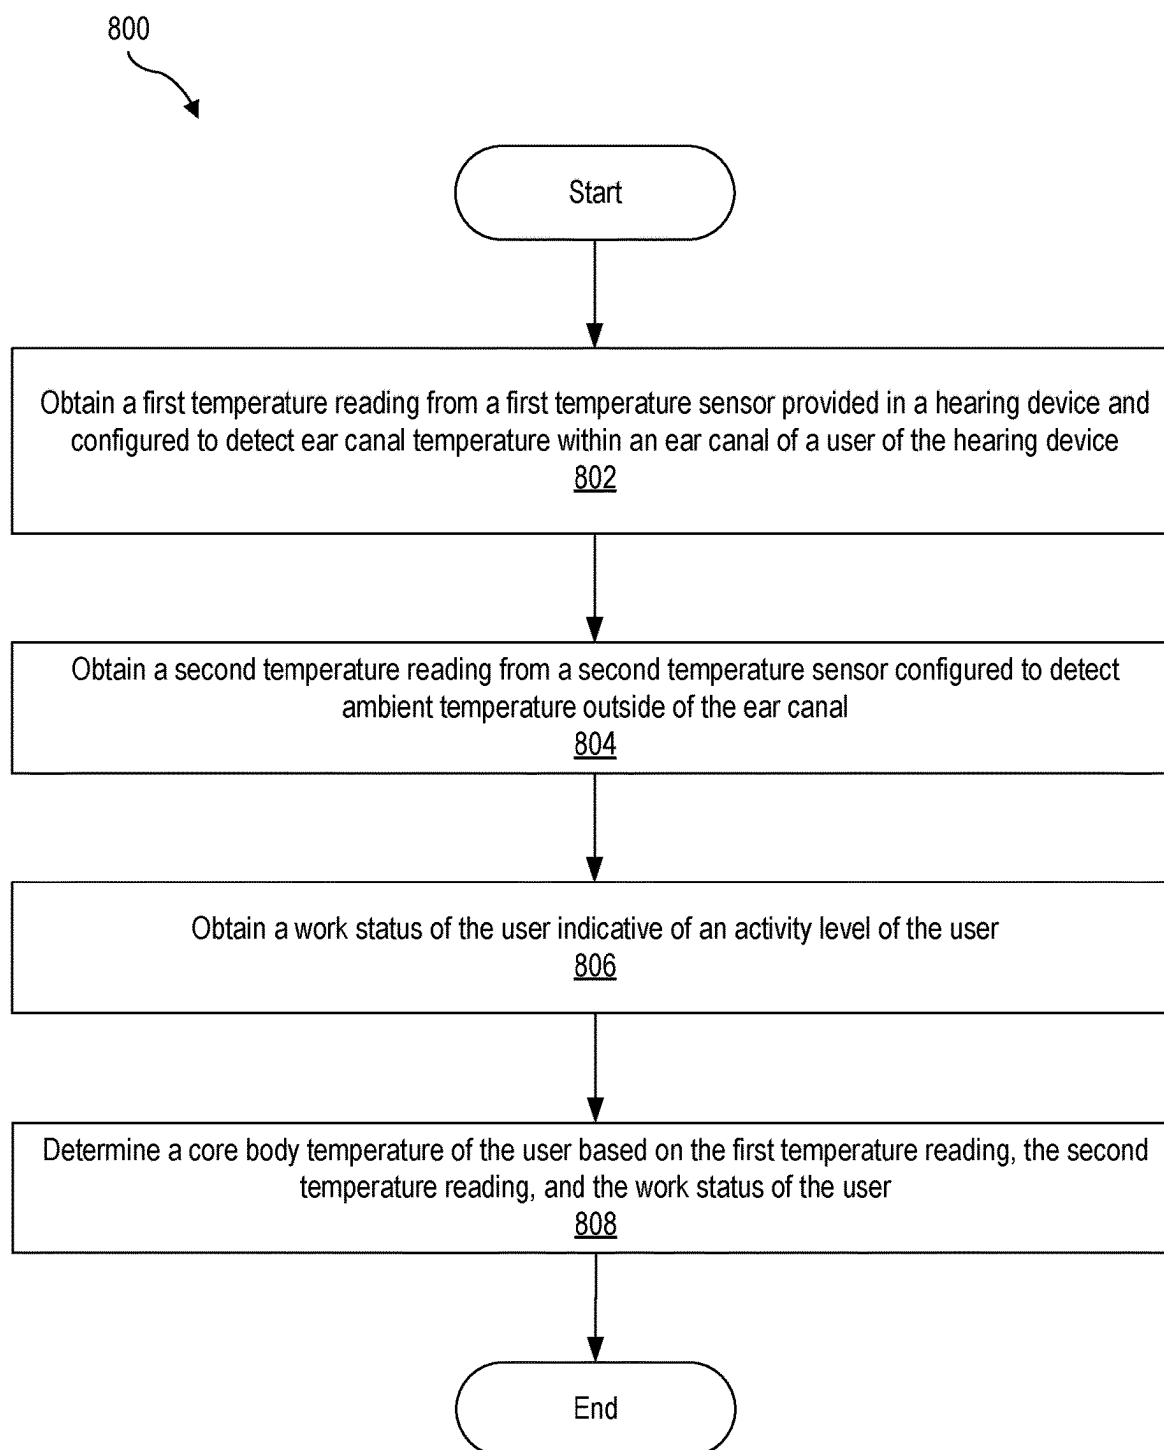 800
Start
Obtain a first temperature reading from a first temperature sensor provided in a hearing device and
configured to detect ear canal temperature within an ear canal of a user of the hearing device
802
Obtain a second temperature reading from a second temperature sensor configured to detect
ambient temperature outside of the ear canal
804
Obtain a work status of the user indicative of an activity level of the user
806
Determine a core body temperature of the user based on the first temperature reading, the second
temperature reading, and the work status of the user
808
End